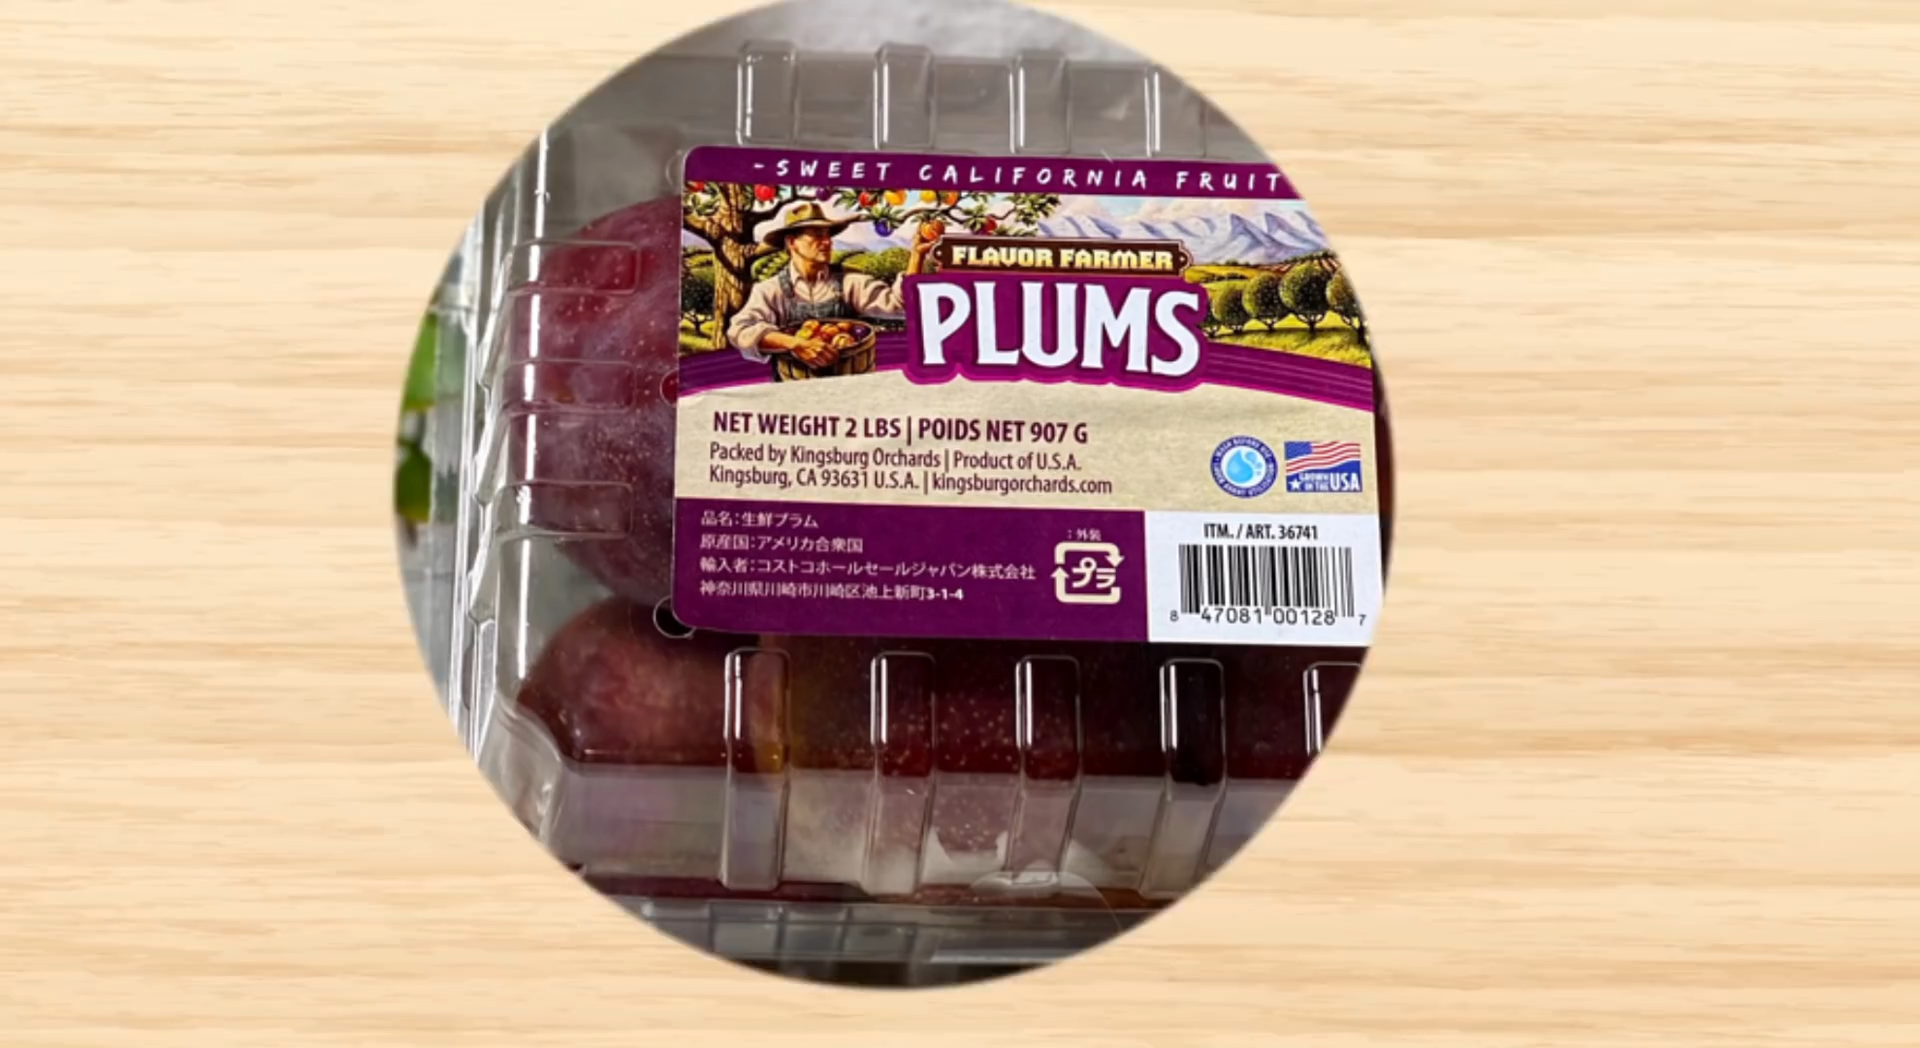 -SWEET CALIFORNIA FRUIT
FLAVOR FARMER
PLUMS
NET WEIGHT 2 LBS | POIDS NET 907 G
Packed by Kingsburg Orchards | Product of U.S.A.
Kingsburg, CA 93631 U.S.A. | kingsburgorchards.com
GROWN
IN THE USA
品名:生鮮プラム
原産国:アメリカ合衆国
輸入者:コストコホールセールジャパン株式会社
神奈川県川崎市川崎区池上新町3-1-4
:外装
プラ
ITM. / ART. 36741
8 47081 00128 7